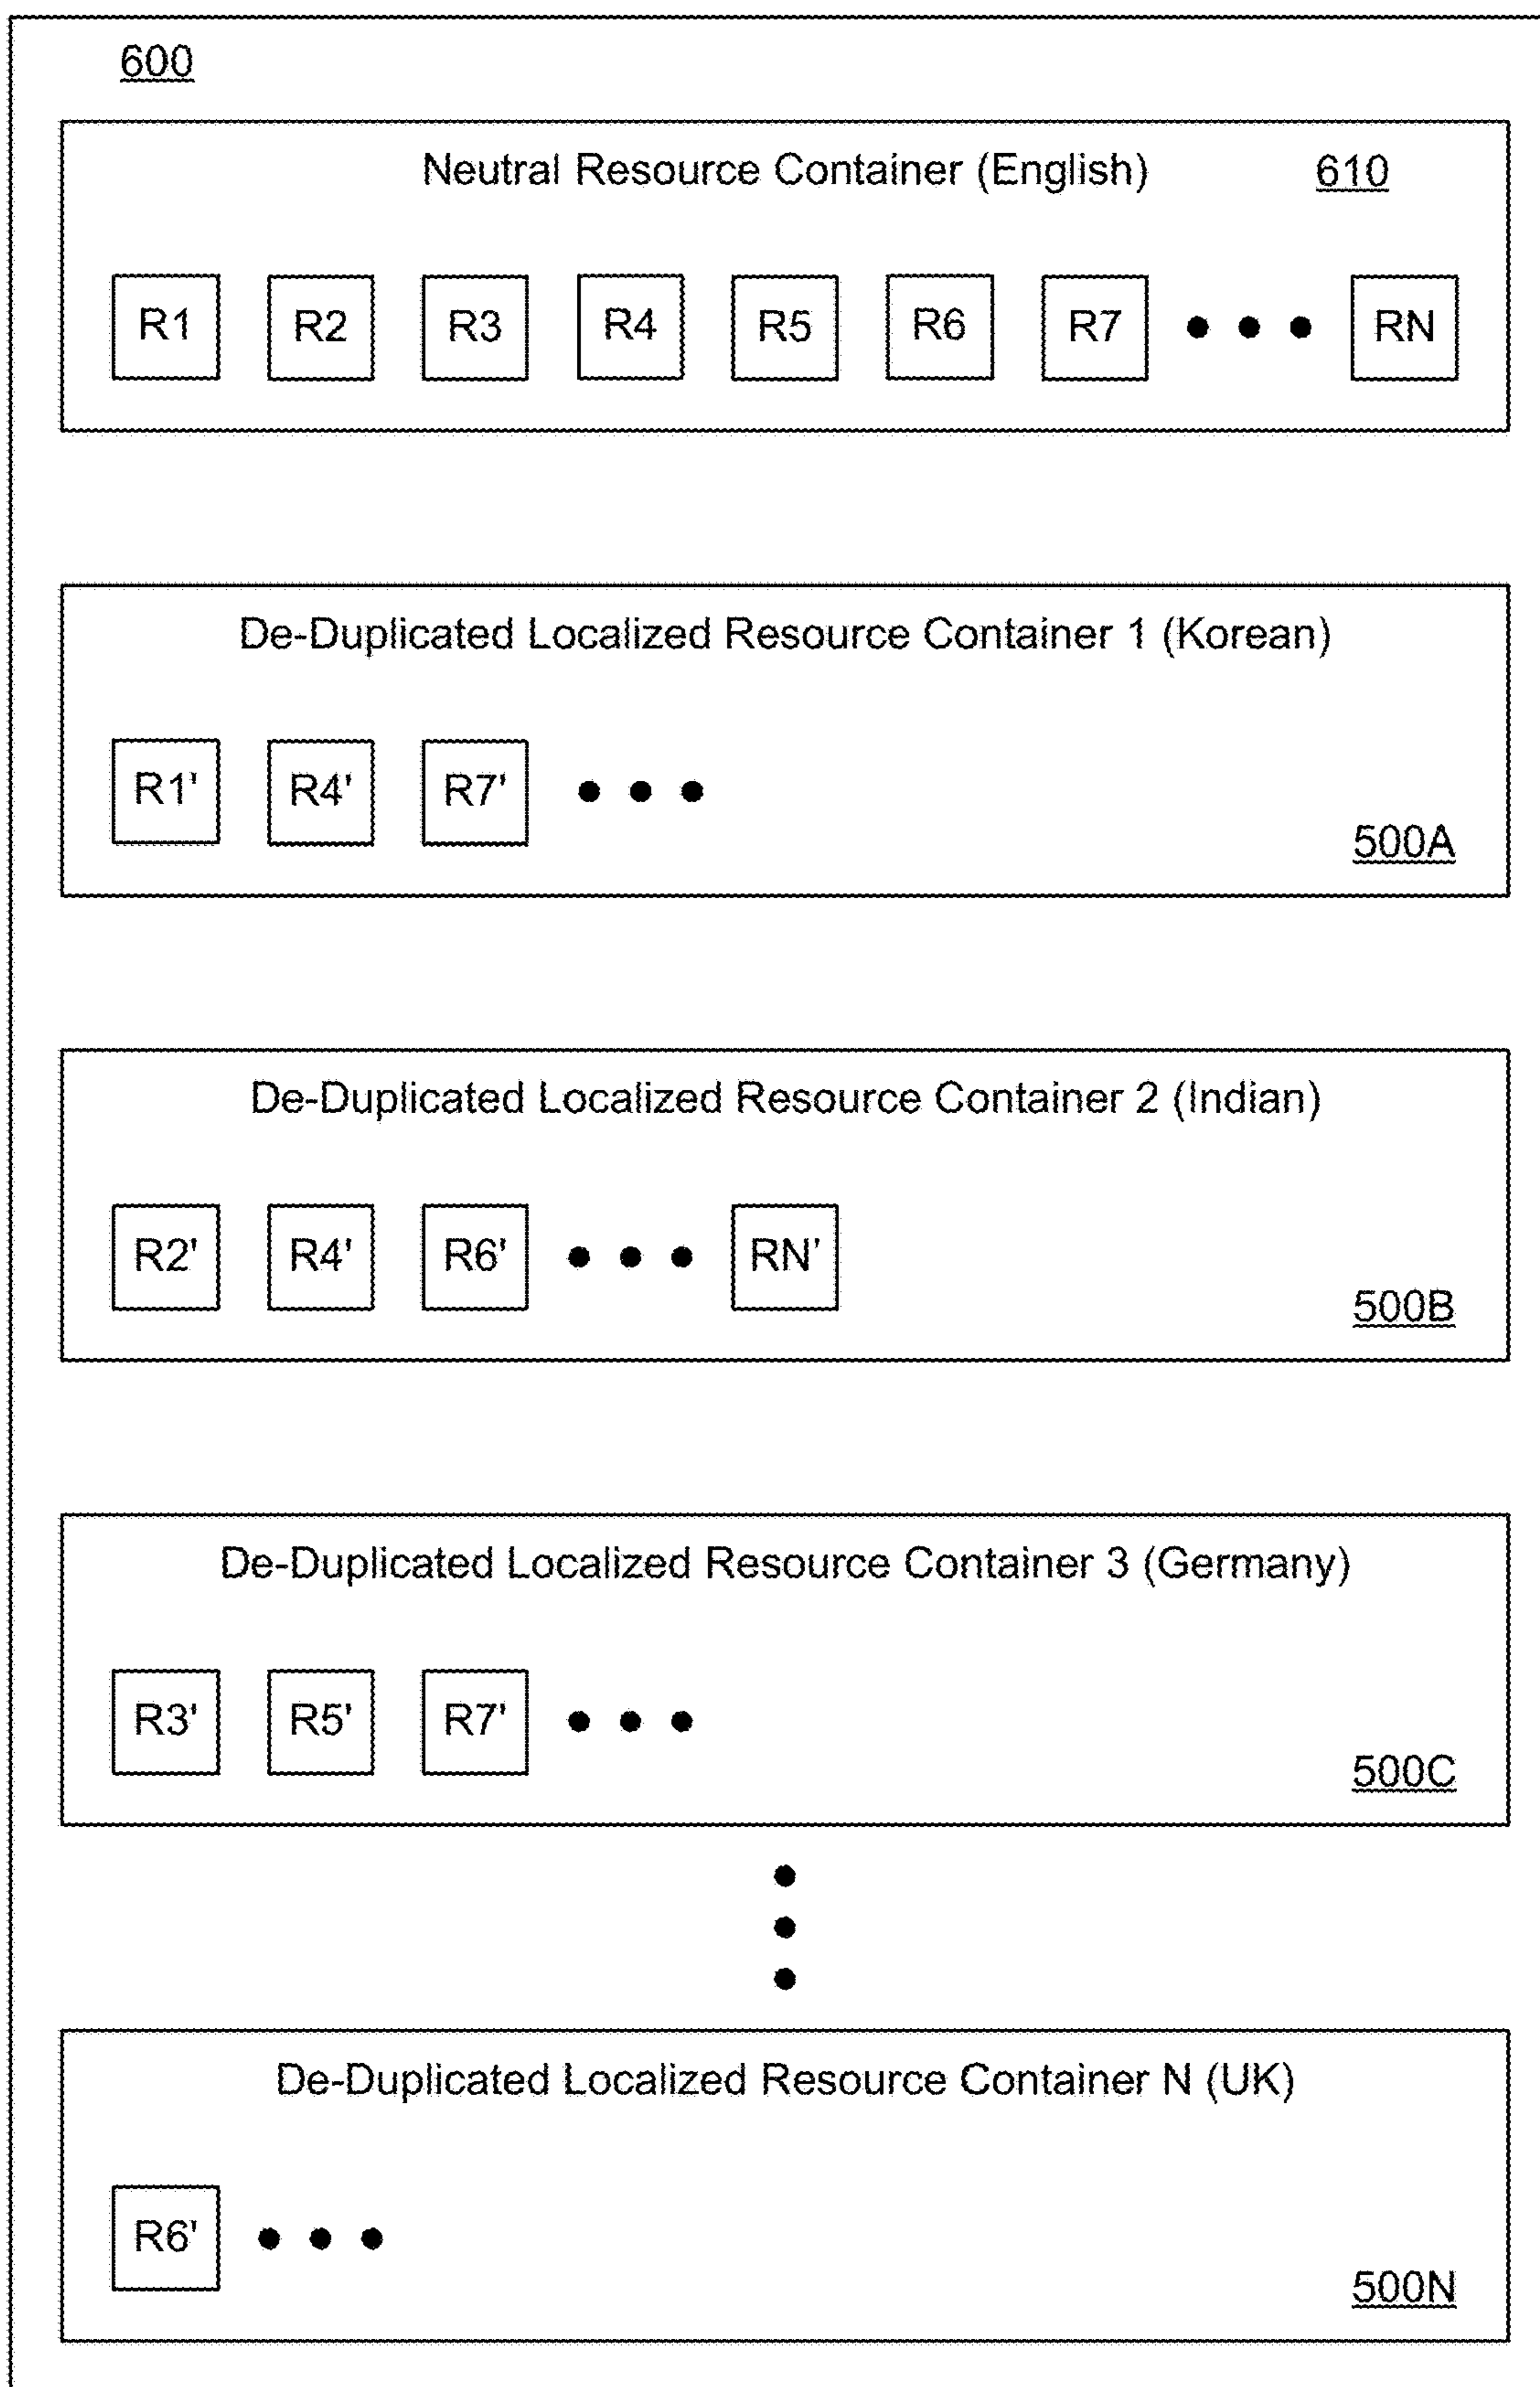 600
Neutral Resource Container (English) 610
R1 R2 R3 R4 R5 R6 R7 • • • RN
De-Duplicated Localized Resource Container 1 (Korean)
R1' R4' R7' • • •
500A
De-Duplicated Localized Resource Container 2 (Indian)
R2' R4' R6' • • • RN'
500B
De-Duplicated Localized Resource Container 3 (Germany)
R3' R5' R7' • • •
500C
De-Duplicated Localized Resource Container N (UK)
R6' • • •
500N